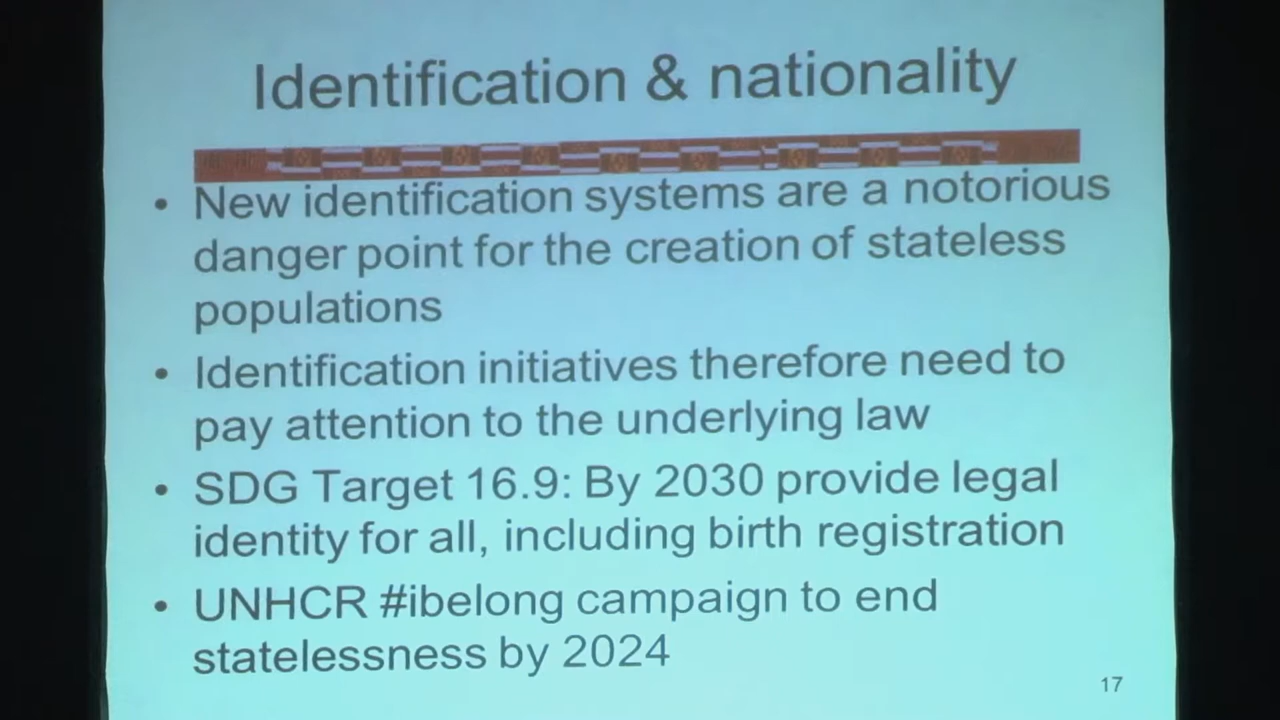 Identification & nationality
• New identification systems are a notorious
danger point for the creation of stateless
populations
• Identification initiatives therefore need to
pay attention to the underlying law
• SDG Target 16.9: By 2030 provide legal
identity for all, including birth registration
• UNHCR #ibelong campaign to end
statelessness by 2024
17